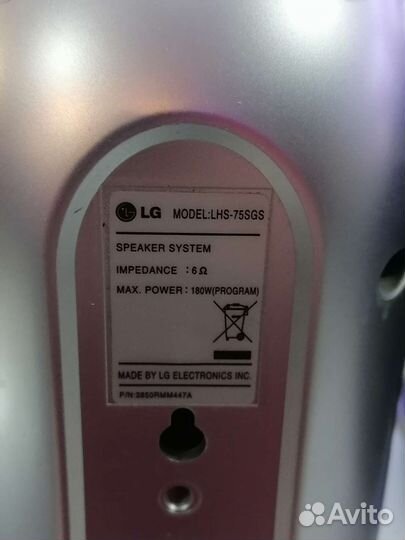 LG MODEL:LHS-75SGS
SPEAKER SYSTEM
IMPEDANCE :6Ω
MAX. POWER: 180W(PROGRAM)
MADE BY LG ELECTRONICS INC.
P/N:3850RMM447A
Avito